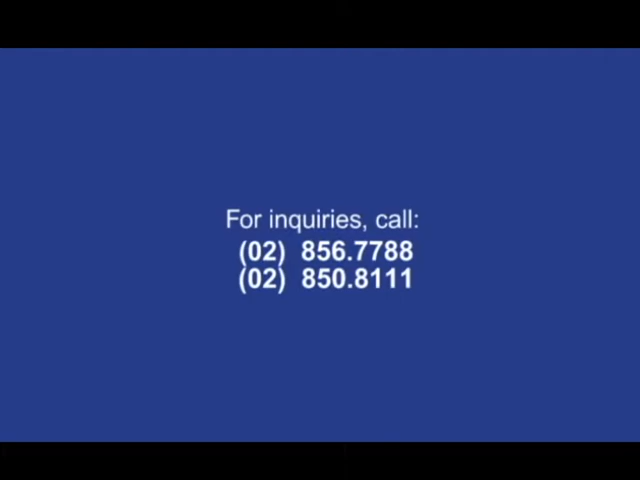 For inquiries, call:
(02) 856.7788
(02) 850.8111